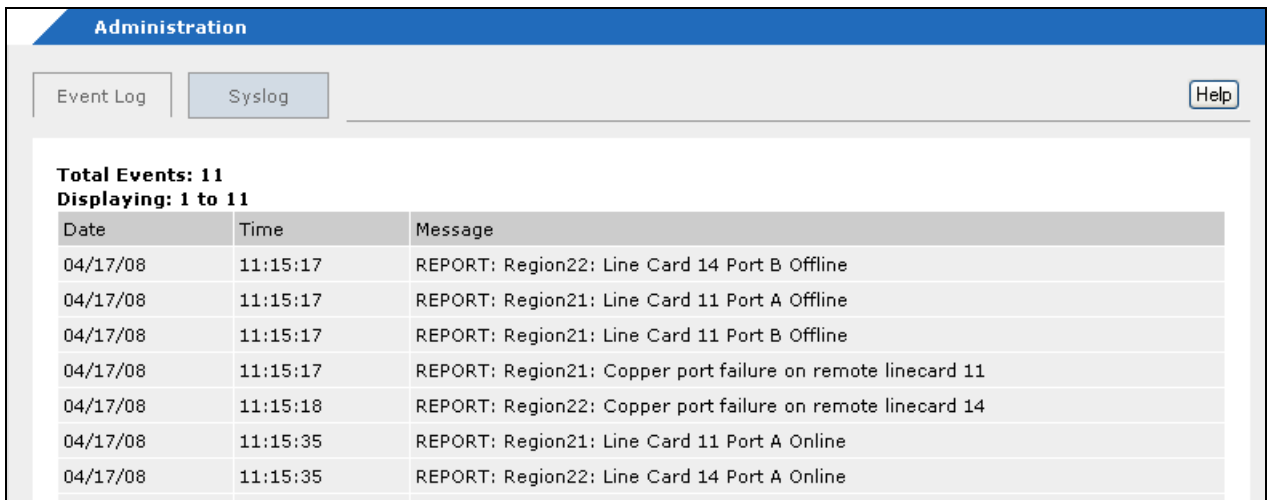 Administration
Event Log Syslog Help
Total Events: 11
Displaying: 1 to 11
Date Time Message
04/17/08 11:15:17 REPORT: Region22: Line Card 14 Port B Offline
04/17/08 11:15:17 REPORT: Region21: Line Card 11 Port A Offline
04/17/08 11:15:17 REPORT: Region21: Line Card 11 Port B Offline
04/17/08 11:15:17 REPORT: Region21: Copper port failure on remote linecard 11
04/17/08 11:15:18 REPORT: Region22: Copper port failure on remote linecard 14
04/17/08 11:15:35 REPORT: Region21: Line Card 11 Port A Online
04/17/08 11:15:35 REPORT: Region22: Line Card 14 Port A Online